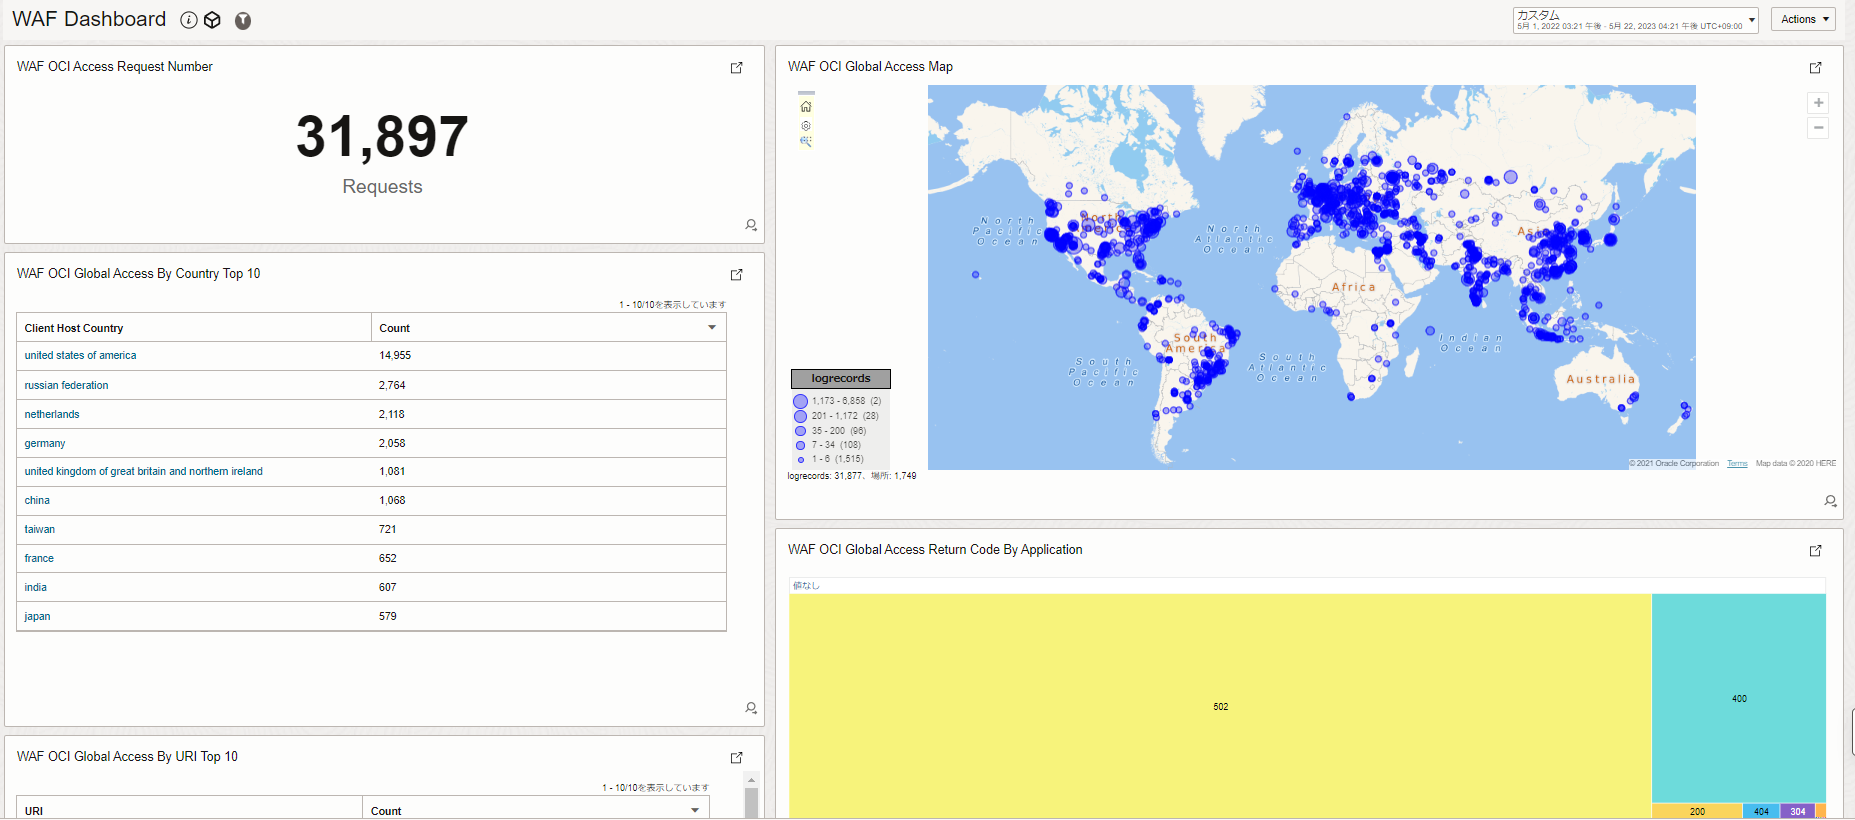 WAF Dashboard
カスタム
5月 1, 2022 03:21 午後 - 5月 22, 2023 04:21 午後 UTC+09:00
Actions
WAF OCI Access Request Number
31,897
Requests
WAF OCI Global Access By Country Top 10
1 - 10/10を表示しています
Client Host Country Count
united states of america 14,955
russian federation 2,764
netherlands 2,118
germany 2,058
united kingdom of great britain and northern ireland 1,081
china 1,068
taiwan 721
france 652
india 607
japan 579
WAF OCI Global Access By URI Top 10
1 - 10/10を表示しています
URI Count
WAF OCI Global Access Map
North
Pacific
Ocean
North
North
Atlantic
Ocean
Africa
South
America
South
Pacific
Ocean
South
Atlantic
Ocean
Indian
Ocean
Australia
logrecords
1,173 - 6,858 (2)
201 - 1,172 (28)
35 - 200 (96)
7 - 34 (108)
1 - 6 (1,515)
logrecords: 31,877、場所: 1,749
© 2021 Oracle Corporation Terms Map data © 2020 HERE
WAF OCI Global Access Return Code By Application
値なし
502
400
200
404
304